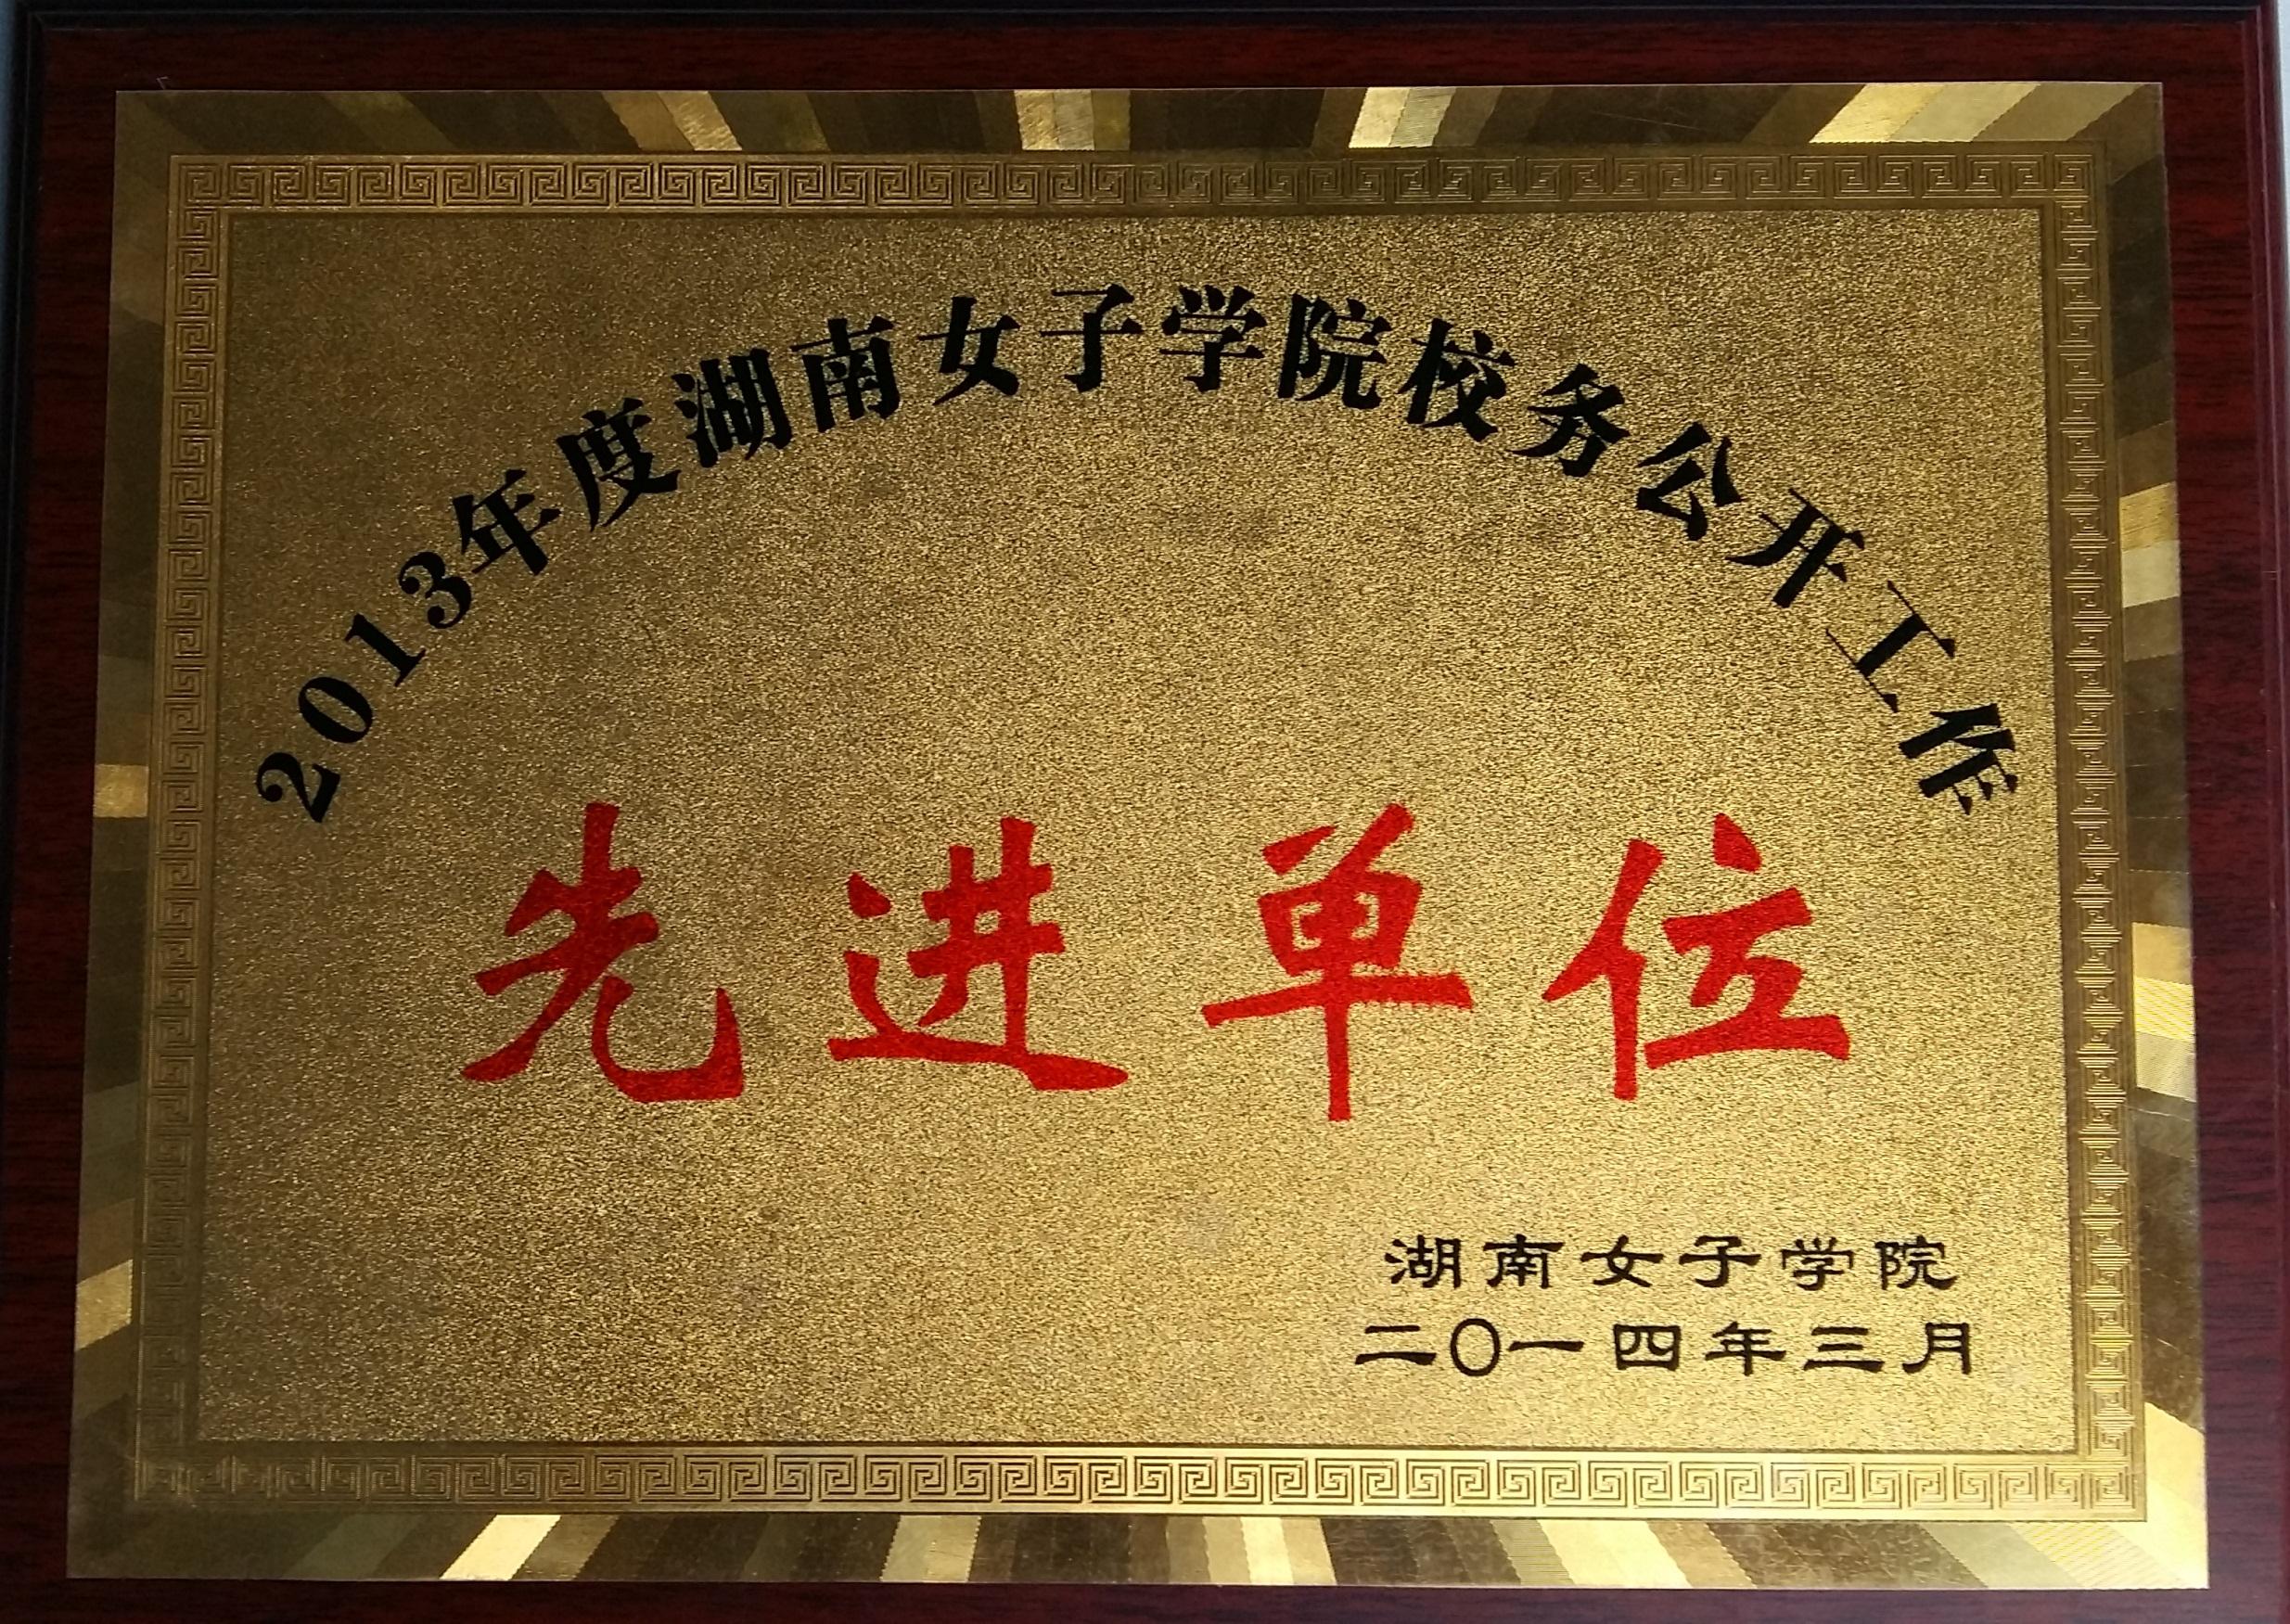 2013年度湖南女子学院校务公开工作
先进单位
湖南女子学院
二〇一四年三月